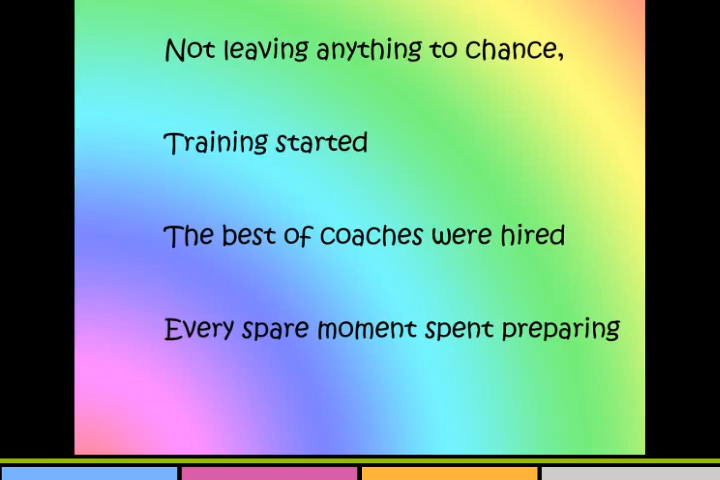 Not leaving anything to chance,
Training started
The best of coaches were hired
Every spare moment spent preparing